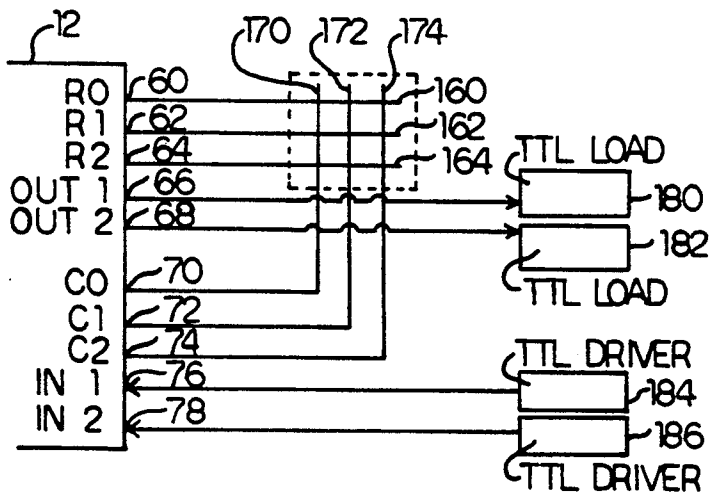 12
170 172 174
R0 60 160
R1 62 162
R2 64 164
TTL LOAD
OUT 1 66 180
OUT 2 68 182
TTL LOAD
C0 70
C1 72
C2 74
TTL DRIVER
IN 1 76 184
IN 2 78 186
TTL DRIVER